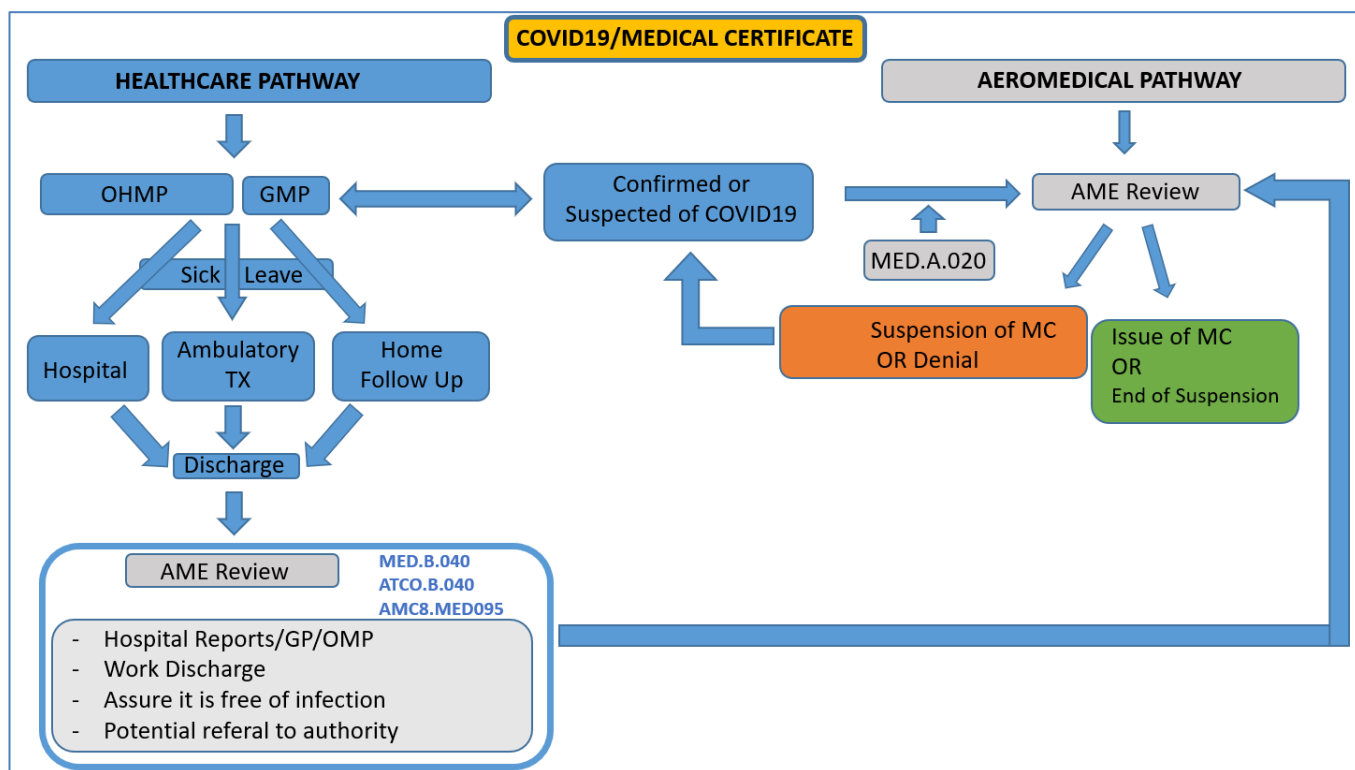 COVID19/MEDICAL CERTIFICATE
HEALTHCARE PATHWAY
AEROMEDICAL PATHWAY
OHMP
GMP
Confirmed or
Suspected of COVID19
AME Review
MED.A.020
Sick Leave
Suspension of MC
OR Denial
Issue of MC
OR
End of Suspension
Hospital
Ambulatory
TX
Home
Follow Up
Discharge
AME Review
MED.B.040
ATCO.B.040
AMC8.MED095
- Hospital Reports/GP/OMP
- Work Discharge
- Assure it is free of infection
- Potential referal to authority